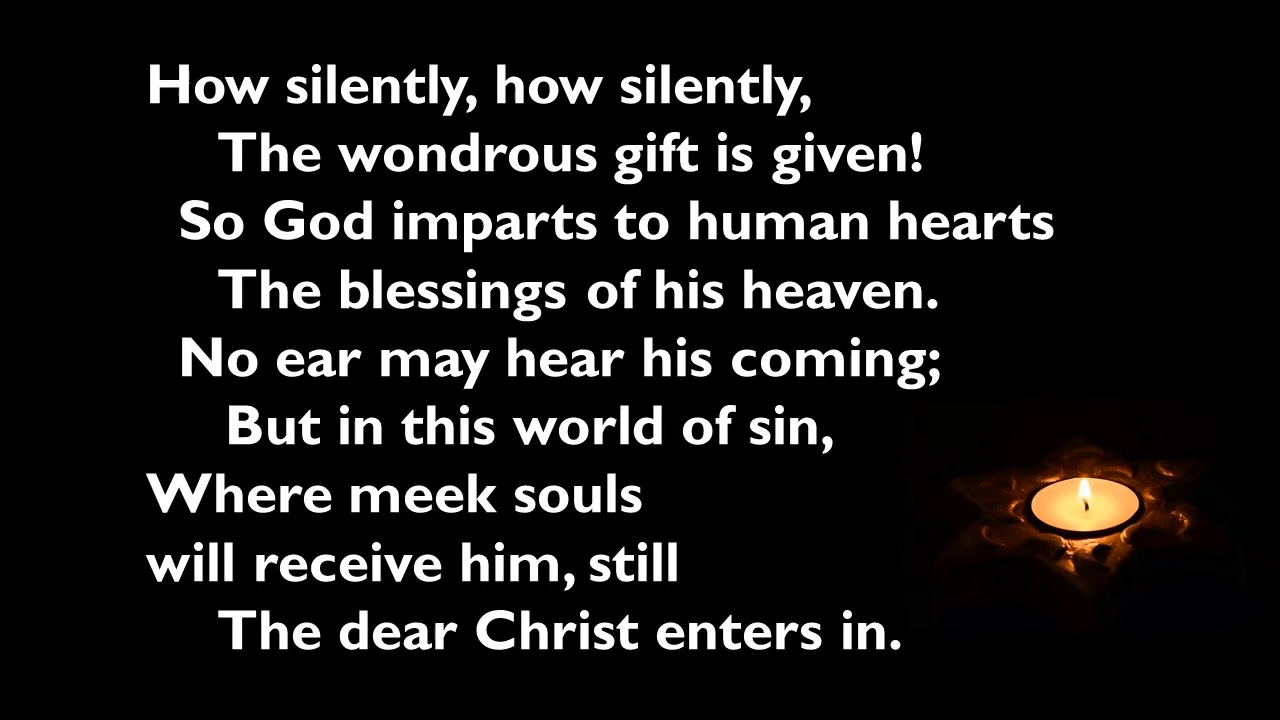 How silently, how silently,
The wondrous gift is given!
So God imparts to human hearts
The blessings of his heaven.
No ear may hear his coming;
But in this world of sin,
Where meek souls
will receive him, still
The dear Christ enters in.